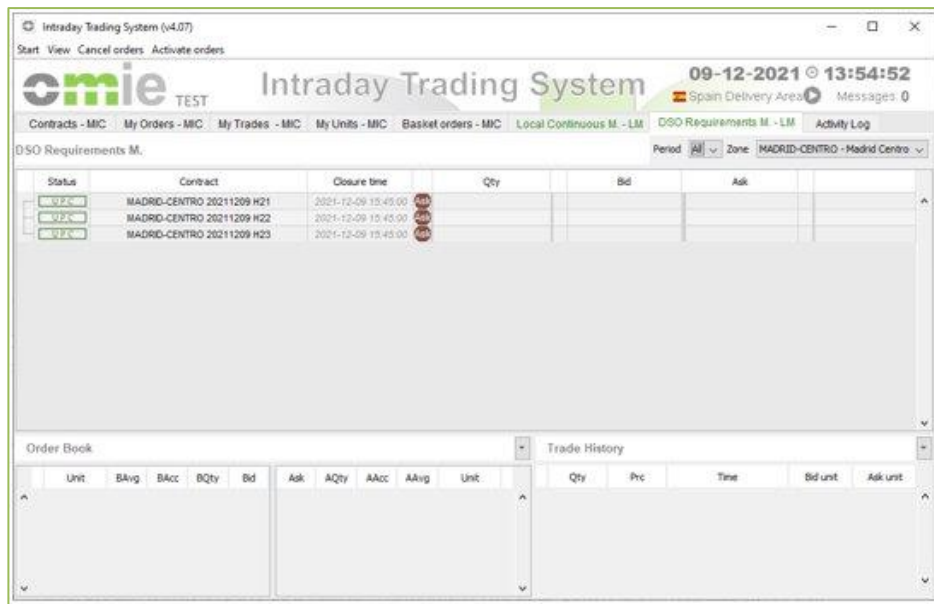 Intraday Trading System (v4.07)
Start View Cancel orders Activate orders
omie TEST Intraday Trading System 09-12-2021 13:54:52
Spain Delivery Area Messages 0
Contracts - MIC My Orders - MIC My Trades - MIC My Units - MIC Basket orders - MIC Local Continuous M. - LM DSO Requirements M. - LM Activity Log
DSO Requirements M. Period All Zone MADRID-CENTRO - Madrid Centro
Status Contract Closure time Qty Bid Ask
UPC MADRID-CENTRO 20211209 H21 2021-12-09 15:45:00 Ask
UPC MADRID-CENTRO 20211209 H22 2021-12-09 15:45:00 Ask
UPC MADRID-CENTRO 20211209 H23 2021-12-09 15:45:00 Ask
Order Book Trade History
Unit BAvg BAcc BQty Bid Ask AQty AAcc AAvg Unit Qty Prc Time Bid unit Ask unit